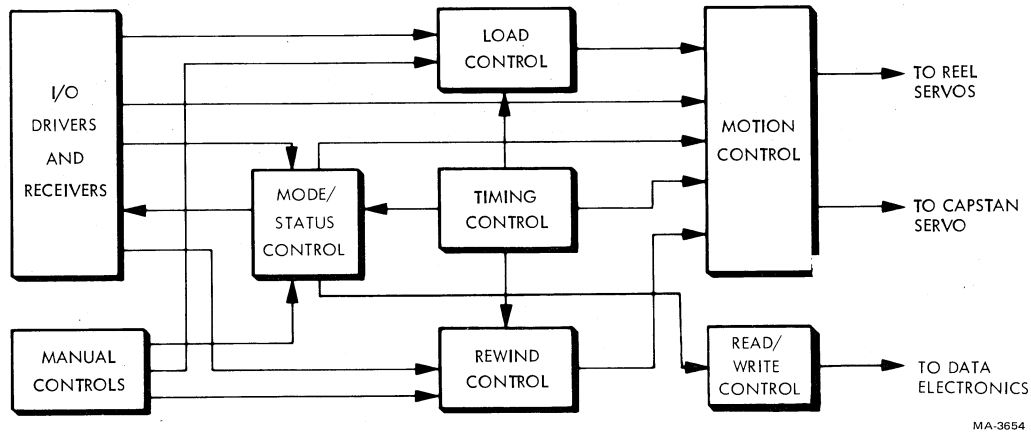 I/O
DRIVERS
AND
RECEIVERS
LOAD
CONTROL
MOTION
CONTROL
TO REEL
SERVOS
MODE/
STATUS
CONTROL
TIMING
CONTROL
TO CAPSTAN
SERVO
MANUAL
CONTROLS
REWIND
CONTROL
READ/
WRITE
CONTROL
TO DATA
ELECTRONICS
MA-3654